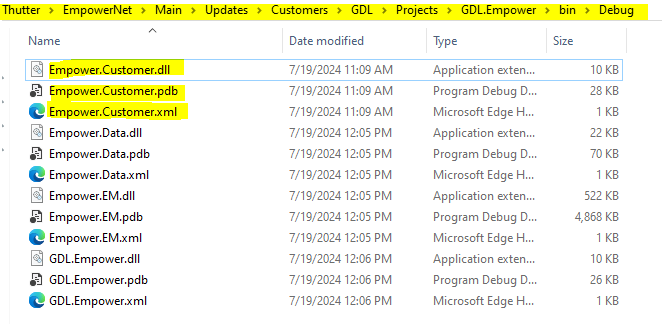 Thutter > EmpowerNet > Main > Updates > Customers > GDL > Projects > GDL.Empower > bin > Debug
Name Date modified Type Size
Empower.Customer.dll 7/19/2024 11:09 AM Application exten... 10 KB
Empower.Customer.pdb 7/19/2024 11:09 AM Program Debug D... 28 KB
Empower.Customer.xml 7/19/2024 11:09 AM Microsoft Edge H... 1 KB
Empower.Data.dll 7/19/2024 12:05 PM Application exten... 22 KB
Empower.Data.pdb 7/19/2024 12:05 PM Program Debug D... 70 KB
Empower.Data.xml 7/19/2024 12:05 PM Microsoft Edge H... 1 KB
Empower.EM.dll 7/19/2024 12:05 PM Application exten... 522 KB
Empower.EM.pdb 7/19/2024 12:05 PM Program Debug D... 4,868 KB
Empower.EM.xml 7/19/2024 12:05 PM Microsoft Edge H... 1 KB
GDL.Empower.dll 7/19/2024 12:06 PM Application exten... 10 KB
GDL.Empower.pdb 7/19/2024 12:06 PM Program Debug D... 26 KB
GDL.Empower.xml 7/19/2024 12:06 PM Microsoft Edge H... 1 KB